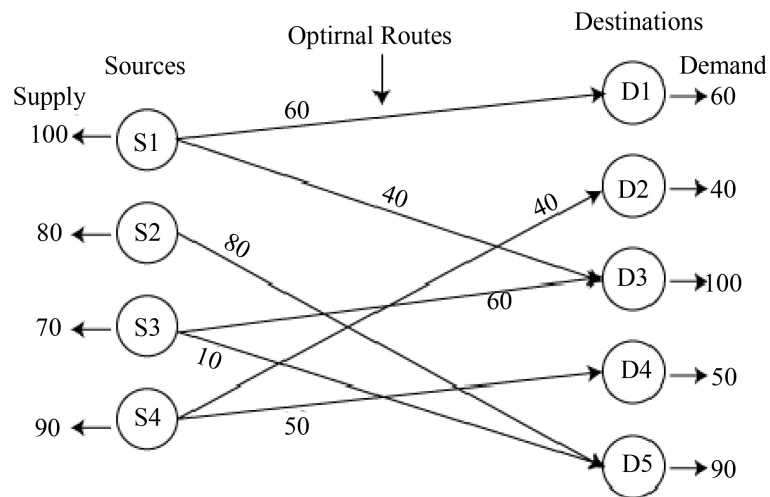 Destinations
Optirnal Routes
Sources
Demand
Supply
D1
60
60
100
S1
D2
40
40
40
80
S2
80
D3
100
60
70
S3
10
D4
50
90
S4
50
D5
90